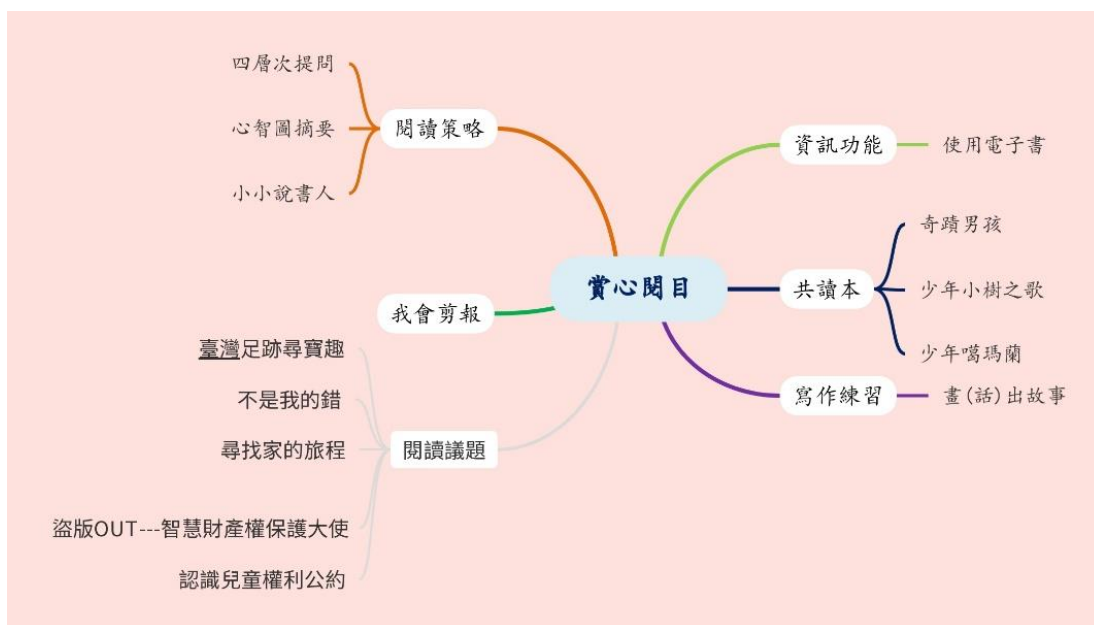 賞心閱目
閱讀策略
四層次提問
心智圖摘要
小小說書人
我會剪報
閱讀議題
臺灣足跡尋寶趣
不是我的錯
尋找家的旅程
盜版OUT---智慧財產權保護大使
認識兒童權利公約
資訊功能
使用電子書
共讀本
奇蹟男孩
少年小樹之歌
少年噶瑪蘭
寫作練習
畫(話)出故事